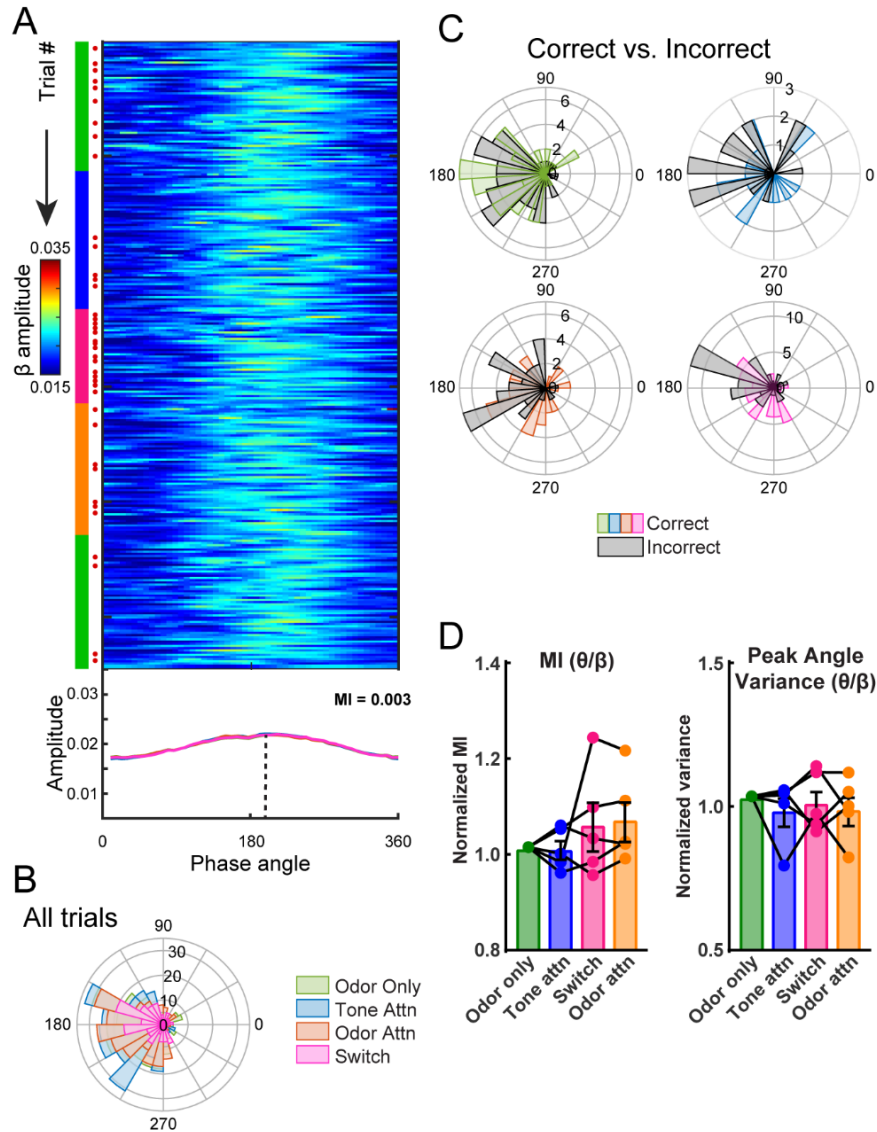 A
Trial #
0.035
β amplitude
0.015
0.03
0.02
0.01
Amplitude
MI = 0.003
0
180
360
Phase angle
B
All trials
90
30
20
10
0
180
0
270
Odor Only
Tone Attn
Odor Attn
Switch
C
Correct vs. Incorrect
90
6
4
2
0
180
0
270
90
3
2
1
0
180
0
270
90
6
4
2
0
180
0
270
90
10
5
0
180
0
270
Correct
Incorrect
D
MI (θ/β)
1.4
1.2
1.0
0.8
Normalized MI
Odor only
Tone attn
Switch
Odor attn
Peak Angle
Variance (θ/β)
1.5
1.0
0.5
Normalized variance
Odor only
Tone attn
Switch
Odor attn